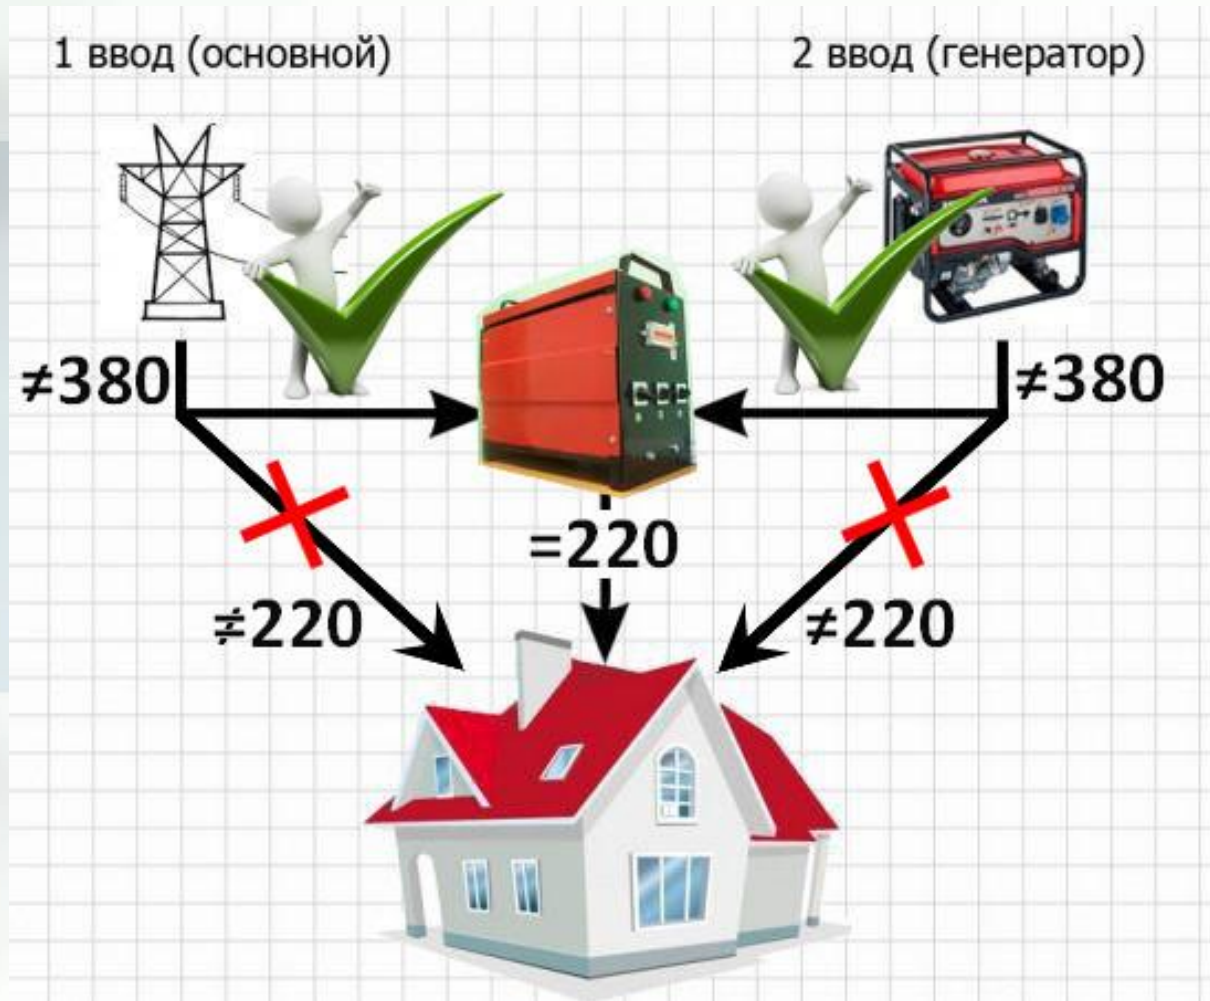 1 ввод (основной)
2 ввод (генератор)
≠380
≠380
=220
≠220
≠220